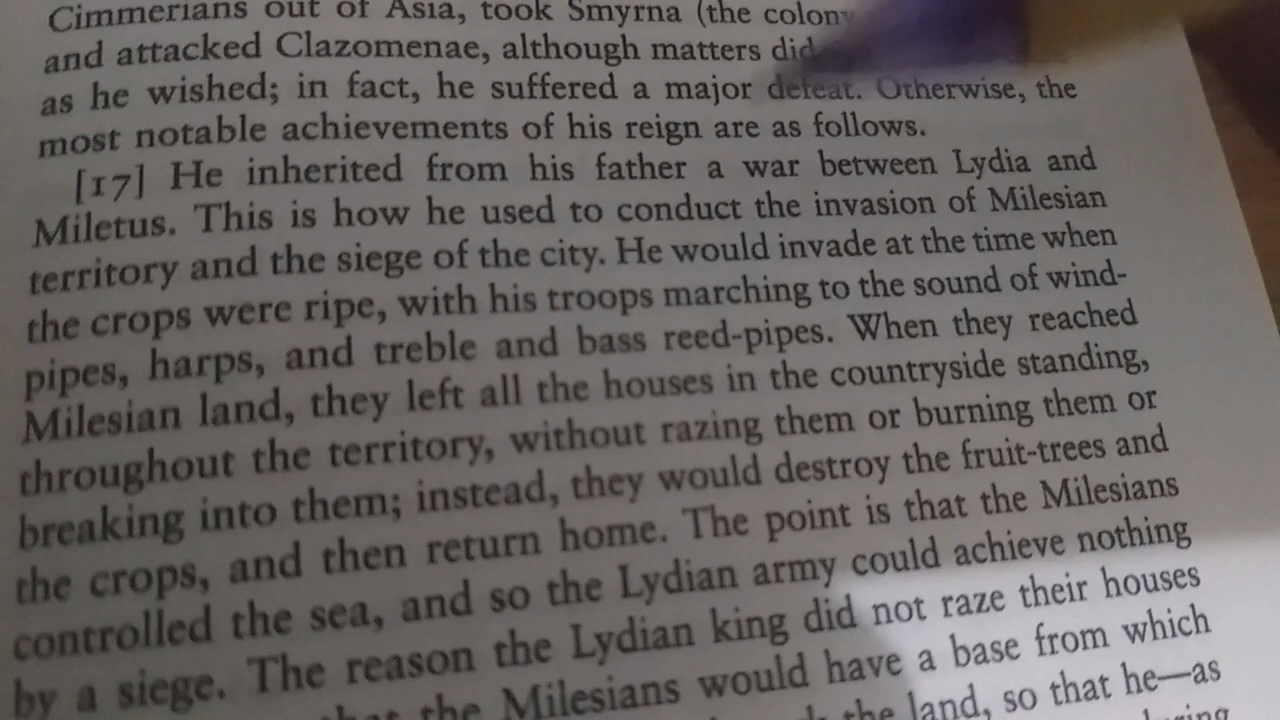 Cimmerians out of Asia, took Smyrna (the colony
and attacked Clazomenae, although matters did
as he wished; in fact, he suffered a major defeat. Otherwise, the
most notable achievements of his reign are as follows.
[17] He inherited from his father a war between Lydia and
Miletus. This is how he used to conduct the invasion of Milesian
territory and the siege of the city. He would invade at the time when
the crops were ripe, with his troops marching to the sound of wind-
pipes, harps, and treble and bass reed-pipes. When they reached
Milesian land, they left all the houses in the countryside standing,
throughout the territory, without razing them or burning them or
breaking into them; instead, they would destroy the fruit-trees and
the crops, and then return home. The point is that the Milesians
controlled the sea, and so the Lydian army could achieve nothing
by a siege. The reason the Lydian king did not raze their houses
that the Milesians would have a base from which
the land, so that he—as